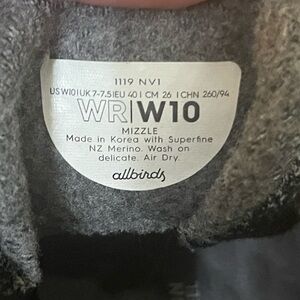 1119 NV1
US W10 I UK 7-7.5 I EU 40 I CM 26 I CHN 260/94
WR|W10
MIZZLE
Made in Korea with Superfine
NZ Merino. Wash on
delicate. Air Dry.
allbirds